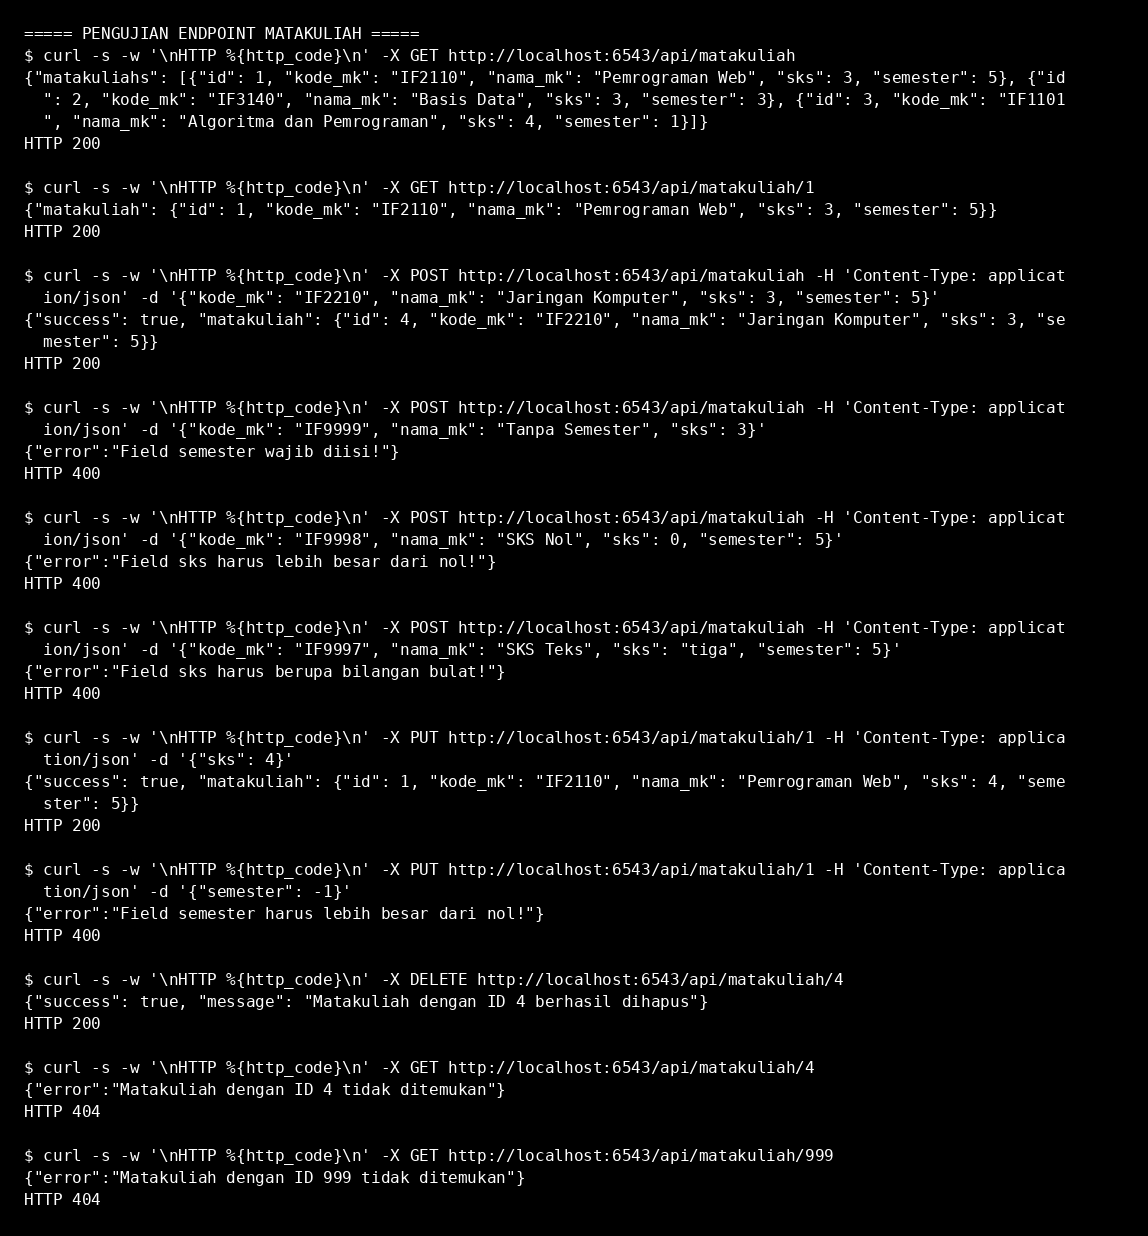 ===== PENGUJIAN ENDPOINT MATAKULIAH =====
$ curl -s -w '\nHTTP %{http_code}\n' -X GET http://localhost:6543/api/matakuliah
{"matakuliahs": [{"id": 1, "kode_mk": "IF2110", "nama_mk": "Pemrograman Web", "sks": 3, "semester": 5}, {"id
": 2, "kode_mk": "IF3140", "nama_mk": "Basis Data", "sks": 3, "semester": 3}, {"id": 3, "kode_mk": "IF1101
", "nama_mk": "Algoritma dan Pemrograman", "sks": 4, "semester": 1}]}
HTTP 200

$ curl -s -w '\nHTTP %{http_code}\n' -X GET http://localhost:6543/api/matakuliah/1
{"matakuliah": {"id": 1, "kode_mk": "IF2110", "nama_mk": "Pemrograman Web", "sks": 3, "semester": 5}}
HTTP 200

$ curl -s -w '\nHTTP %{http_code}\n' -X POST http://localhost:6543/api/matakuliah -H 'Content-Type: applicat
ion/json' -d '{"kode_mk": "IF2210", "nama_mk": "Jaringan Komputer", "sks": 3, "semester": 5}'
{"success": true, "matakuliah": {"id": 4, "kode_mk": "IF2210", "nama_mk": "Jaringan Komputer", "sks": 3, "se
mester": 5}}
HTTP 200

$ curl -s -w '\nHTTP %{http_code}\n' -X POST http://localhost:6543/api/matakuliah -H 'Content-Type: applicat
ion/json' -d '{"kode_mk": "IF9999", "nama_mk": "Tanpa Semester", "sks": 3}'
{"error":"Field semester wajib diisi!"}
HTTP 400

$ curl -s -w '\nHTTP %{http_code}\n' -X POST http://localhost:6543/api/matakuliah -H 'Content-Type: applicat
ion/json' -d '{"kode_mk": "IF9998", "nama_mk": "SKS Nol", "sks": 0, "semester": 5}'
{"error":"Field sks harus lebih besar dari nol!"}
HTTP 400

$ curl -s -w '\nHTTP %{http_code}\n' -X POST http://localhost:6543/api/matakuliah -H 'Content-Type: applicat
ion/json' -d '{"kode_mk": "IF9997", "nama_mk": "SKS Teks", "sks": "tiga", "semester": 5}'
{"error":"Field sks harus berupa bilangan bulat!"}
HTTP 400

$ curl -s -w '\nHTTP %{http_code}\n' -X PUT http://localhost:6543/api/matakuliah/1 -H 'Content-Type: applica
tion/json' -d '{"sks": 4}'
{"success": true, "matakuliah": {"id": 1, "kode_mk": "IF2110", "nama_mk": "Pemrograman Web", "sks": 4, "seme
ster": 5}}
HTTP 200

$ curl -s -w '\nHTTP %{http_code}\n' -X PUT http://localhost:6543/api/matakuliah/1 -H 'Content-Type: applica
tion/json' -d '{"semester": -1}'
{"error":"Field semester harus lebih besar dari nol!"}
HTTP 400

$ curl -s -w '\nHTTP %{http_code}\n' -X DELETE http://localhost:6543/api/matakuliah/4
{"success": true, "message": "Matakuliah dengan ID 4 berhasil dihapus"}
HTTP 200

$ curl -s -w '\nHTTP %{http_code}\n' -X GET http://localhost:6543/api/matakuliah/4
{"error":"Matakuliah dengan ID 4 tidak ditemukan"}
HTTP 404

$ curl -s -w '\nHTTP %{http_code}\n' -X GET http://localhost:6543/api/matakuliah/999
{"error":"Matakuliah dengan ID 999 tidak ditemukan"}
HTTP 404